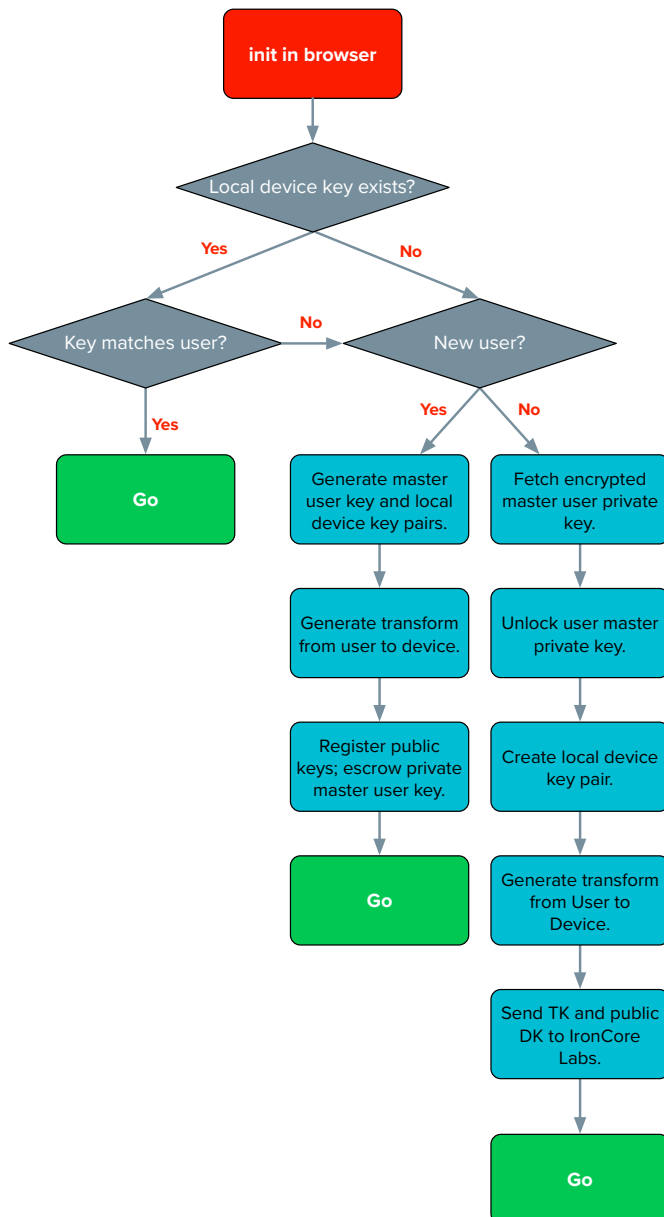 init in browser
Local device key exists?
Yes
No
Key matches user?
No
New user?
Yes
Yes
No
Go
Generate master
user key and local
device key pairs.
Fetch encrypted
master user private
key.
Generate transform
from user to device.
Unlock user master
private key.
Register public
keys; escrow private
master user key.
Create local device
key pair.
Go
Generate transform
from User to
Device.
Send TK and public
DK to IronCore
Labs.
Go